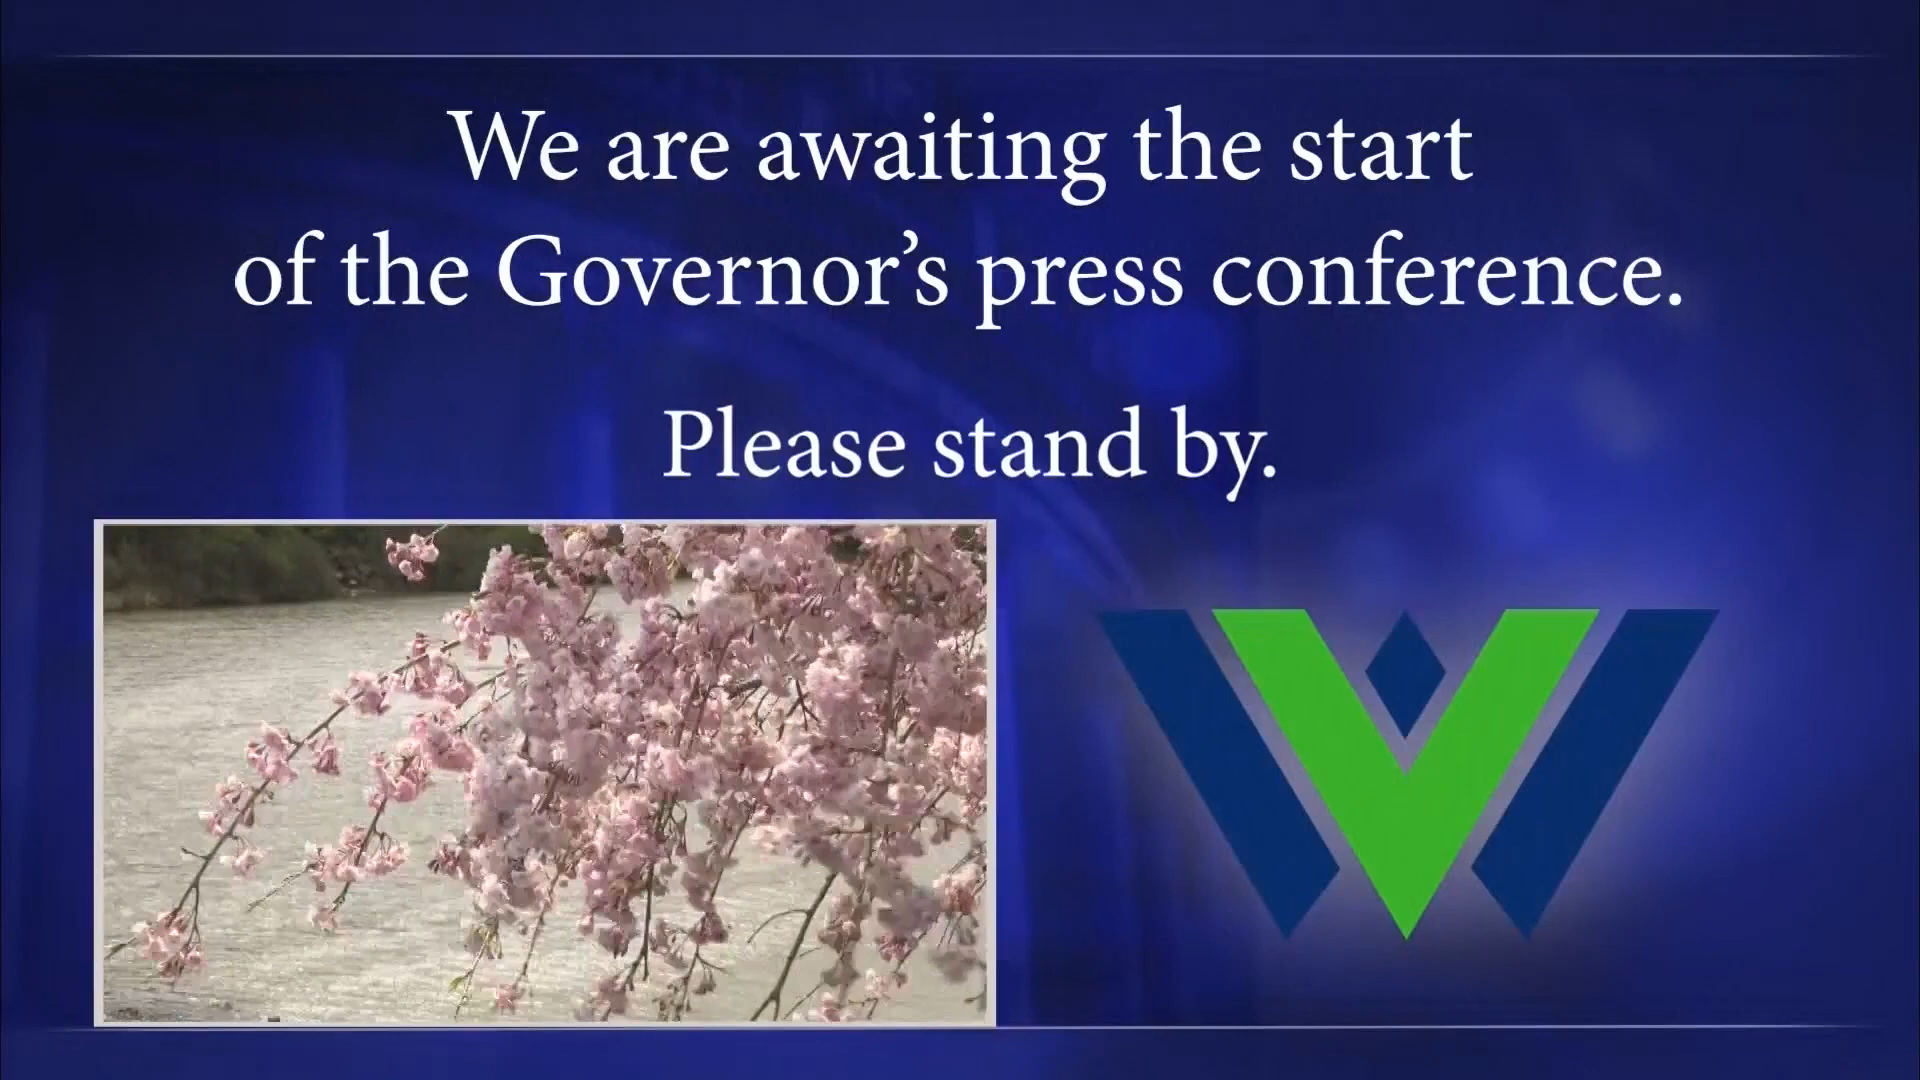 We are awaiting the start
of the Governor’s press conference.
Please stand by.